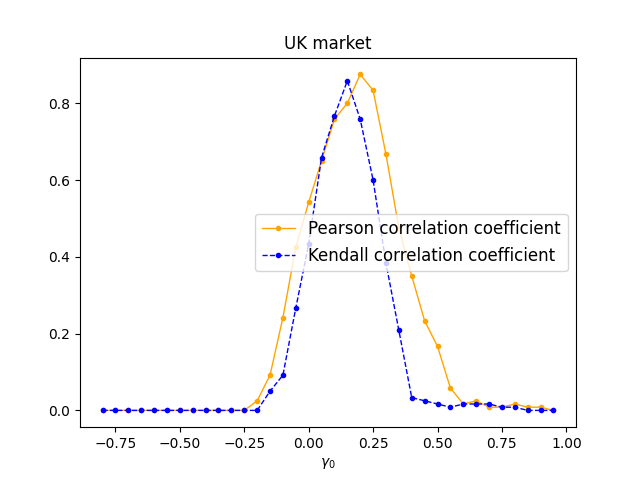 UK market
0.8
0.6
0.4
0.2
0.0
Pearson correlation coefficient
Kendall correlation coefficient
−0.75 −0.50 −0.25 0.00 0.25 0.50 0.75 1.00
γ₀